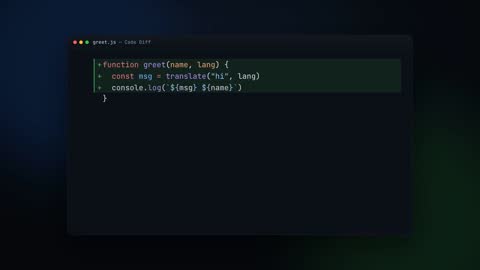 greet.js — Code Diff
+function greet(name, lang) {
+  const msg = translate("hi", lang)
+  console.log(`${msg} ${name}`)
}